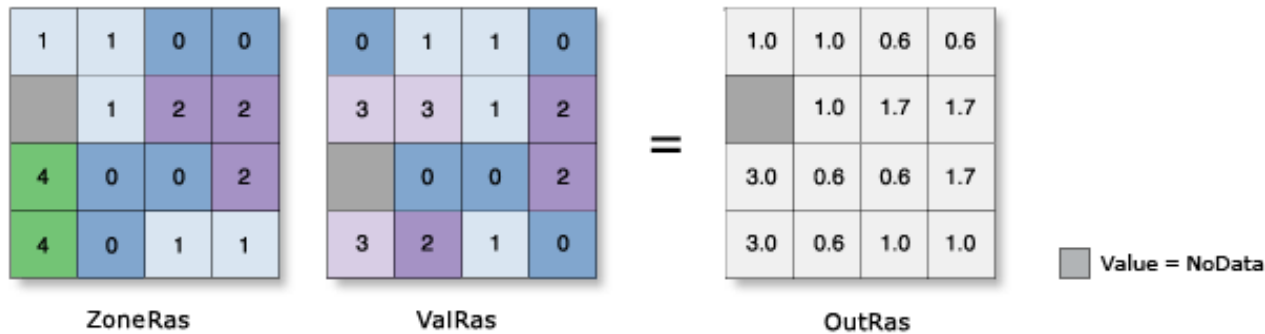 1 1 0 0 0 1 1 0 1.0 1.0 0.6 0.6
1 2 2 3 3 1 2 = 1.0 1.7 1.7
4 0 0 2 0 0 2 3.0 0.6 0.6 1.7
4 0 1 1 3 2 1 0 3.0 0.6 1.0 1.0
Value = NoData
ZoneRas ValRas OutRas